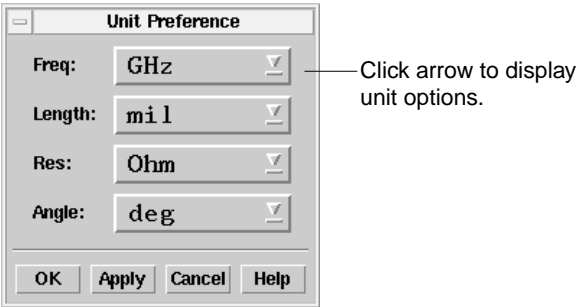 Unit Preference
Freq: GHz
Click arrow to display
unit options.
Length: mil
Res: Ohm
Angle: deg
OK Apply Cancel Help